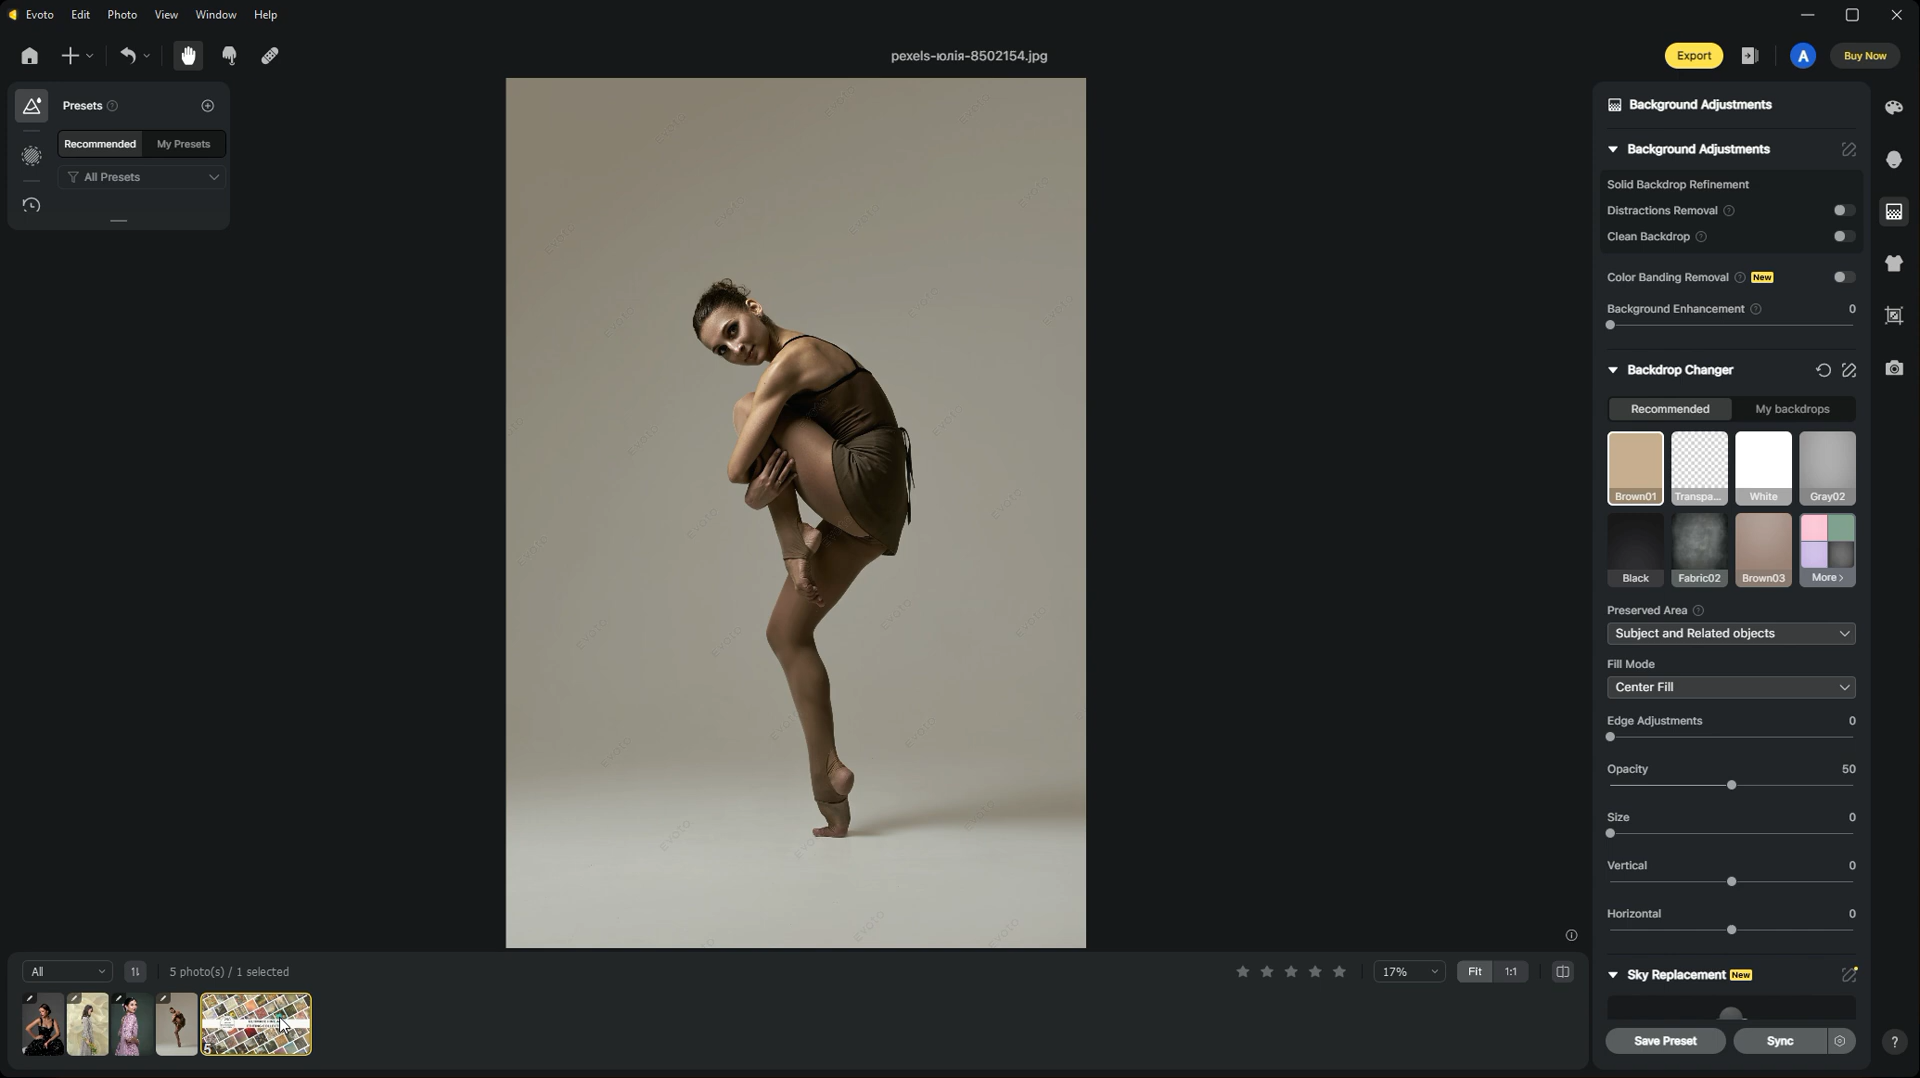 Evoto Edit Photo View Window Help
pexels-юлія-8502154.jpg
Export
A
Buy Now
Presets
Recommended My Presets
All Presets
Background Adjustments
Background Adjustments
Solid Backdrop Refinement
Distractions Removal
Clean Backdrop
Color Banding Removal New
Background Enhancement 0
Backdrop Changer
Recommended My backdrops
Brown01 Transpa... White Gray02
Black Fabric02 Brown03 More >
Preserved Area
Subject and Related objects
Fill Mode
Center Fill
Edge Adjustments 0
Opacity 50
Size 0
Vertical 0
Horizontal 0
Sky Replacement New
Save Preset Sync
All 5 photo(s) / 1 selected
17% Fit 1:1
5